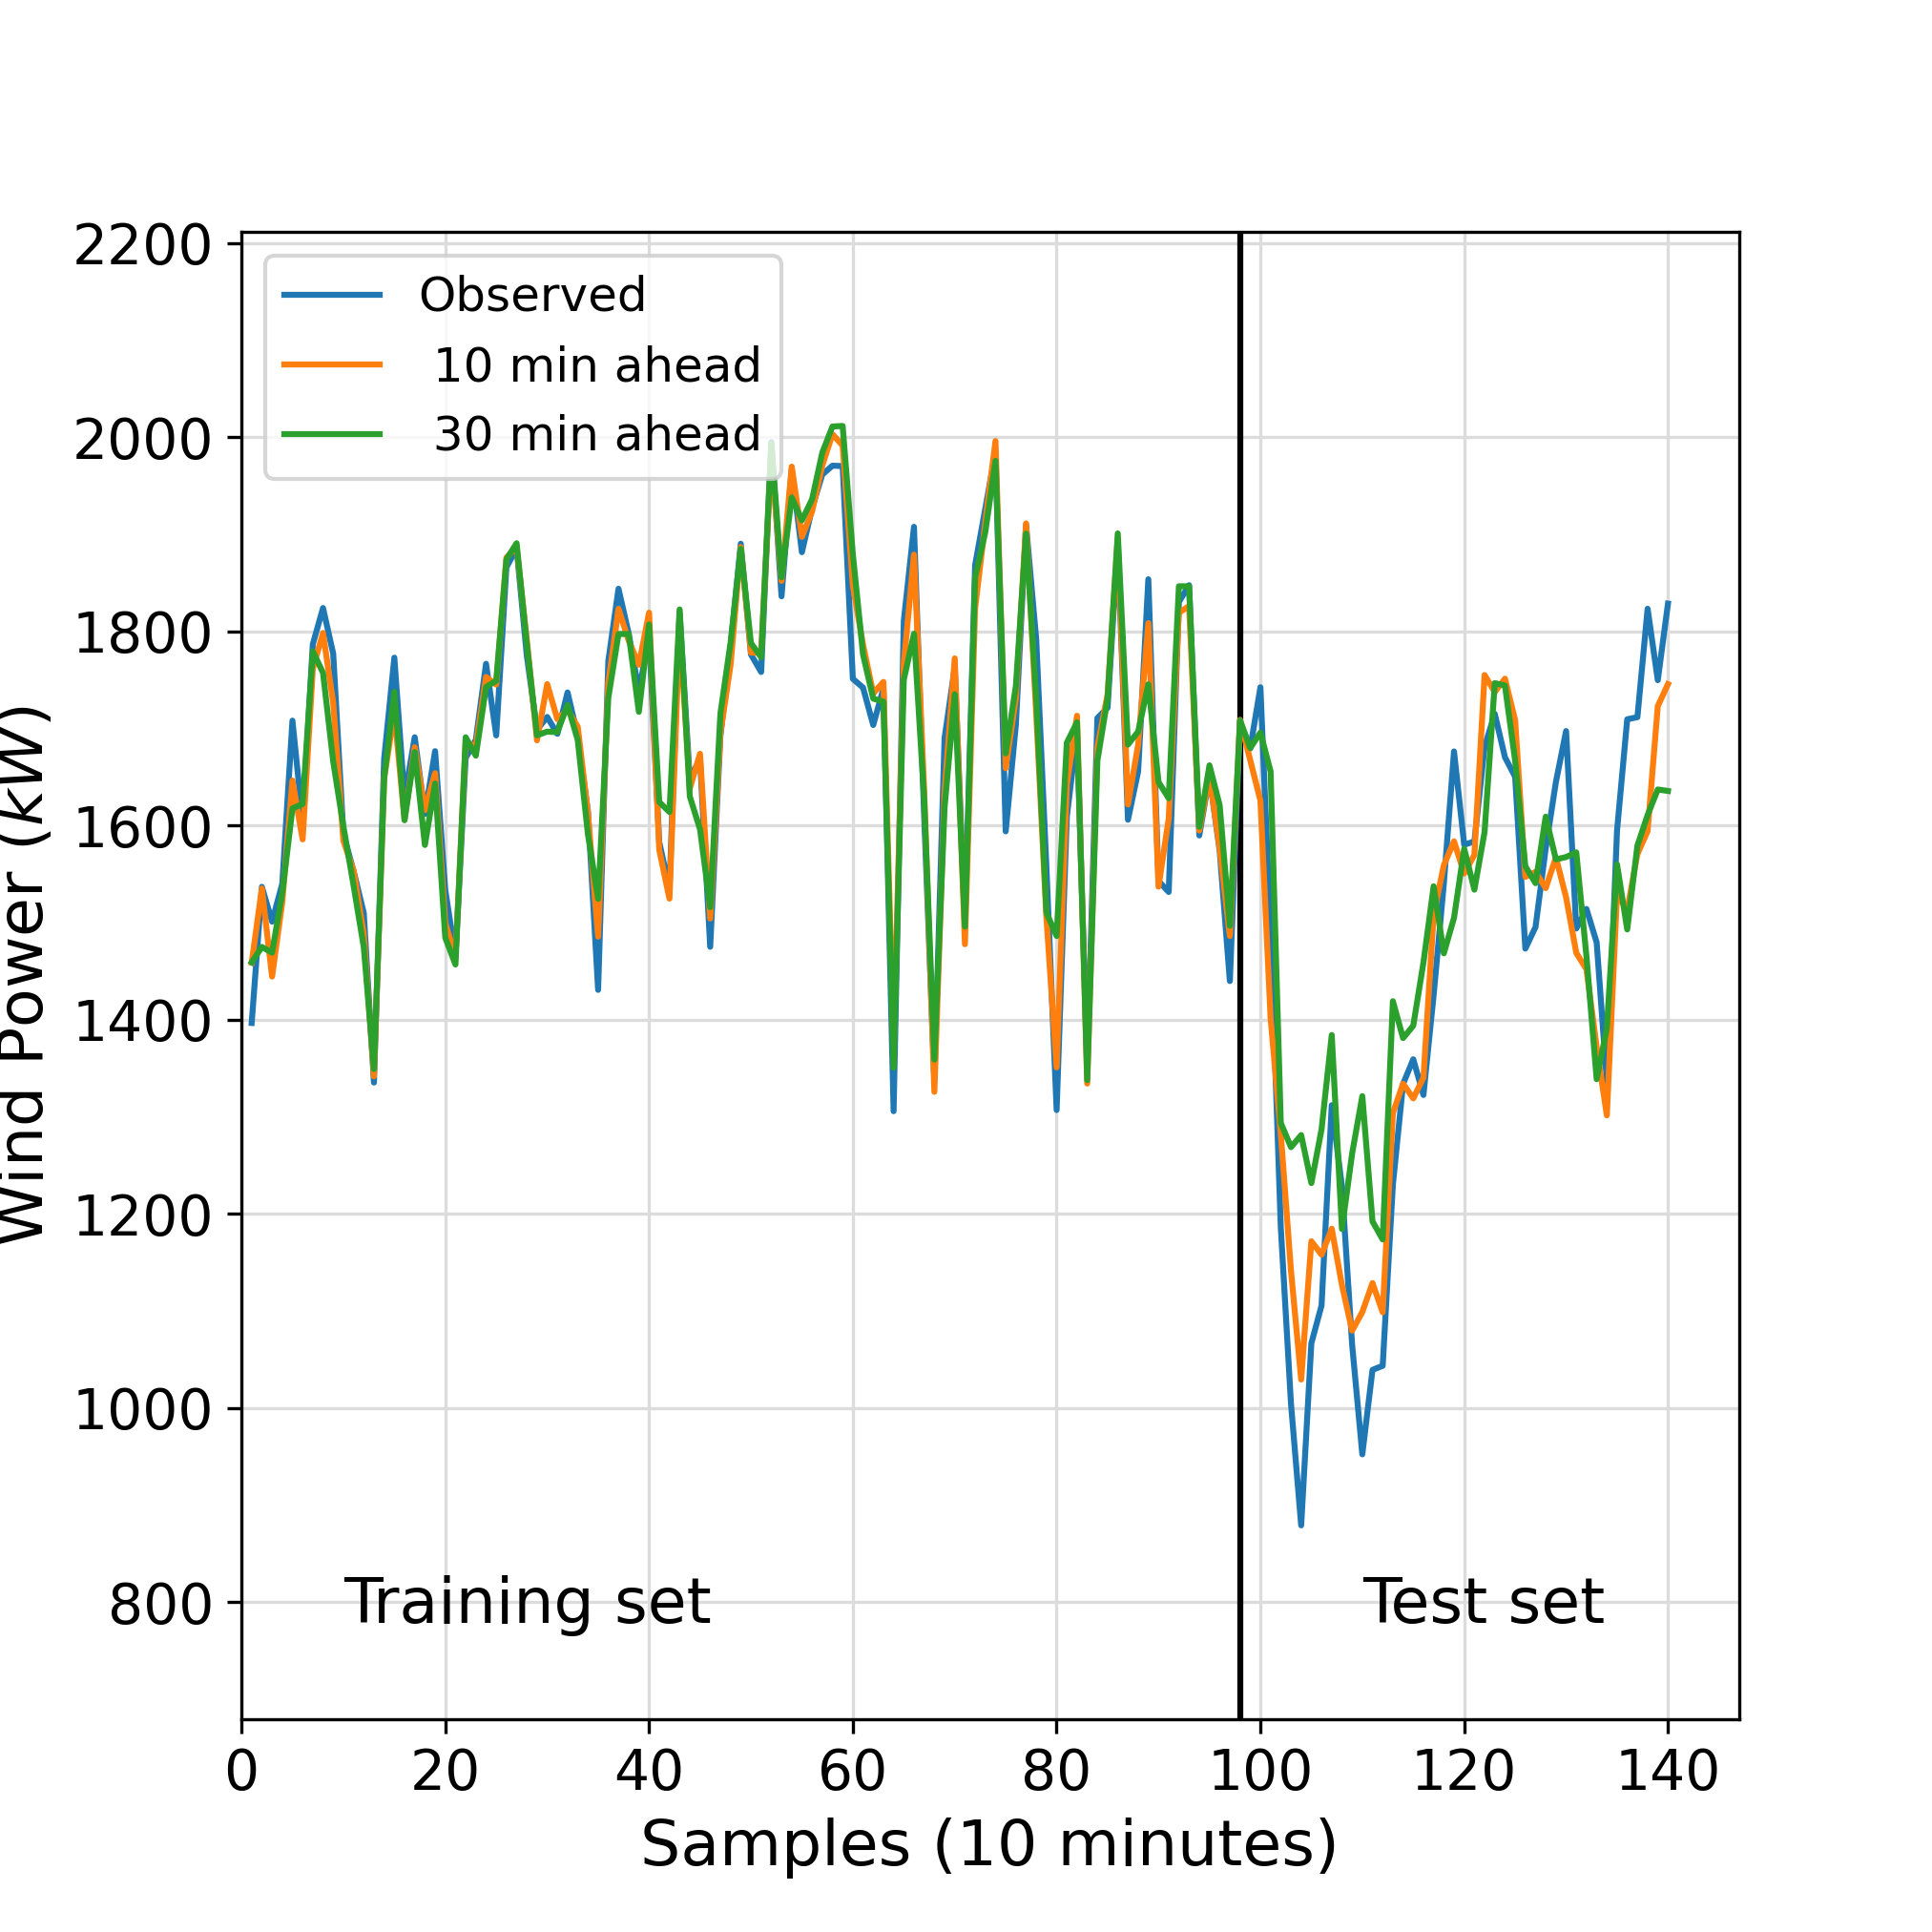 2200
2000
1800
1600
1400
1200
1000
800
Wind Power (kW)
Observed
10 min ahead
30 min ahead
Training set
Test set
0 20 40 60 80 100 120 140
Samples (10 minutes)